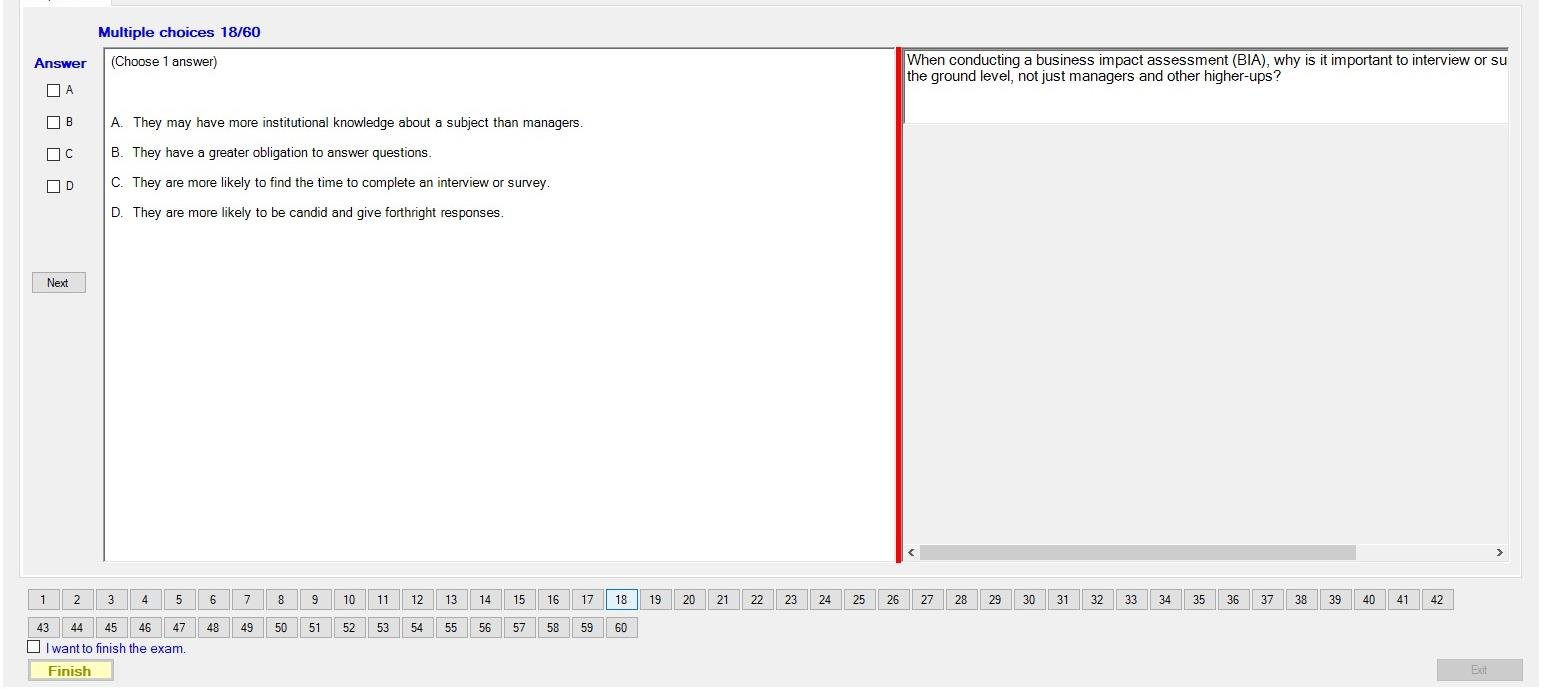 Multiple choices 18/60
Answer
(Choose 1 answer)
A
B
C
D
A. They may have more institutional knowledge about a subject than managers.
B. They have a greater obligation to answer questions.
C. They are more likely to find the time to complete an interview or survey.
D. They are more likely to be candid and give forthright responses.
Next
When conducting a business impact assessment (BIA), why is it important to interview or su
the ground level, not just managers and other higher-ups?
1 2 3 4 5 6 7 8 9 10 11 12 13 14 15 16 17 18 19 20 21 22 23 24 25 26 27 28 29 30 31 32 33 34 35 36 37 38 39 40 41 42
43 44 45 46 47 48 49 50 51 52 53 54 55 56 57 58 59 60
I want to finish the exam.
Finish
Exit